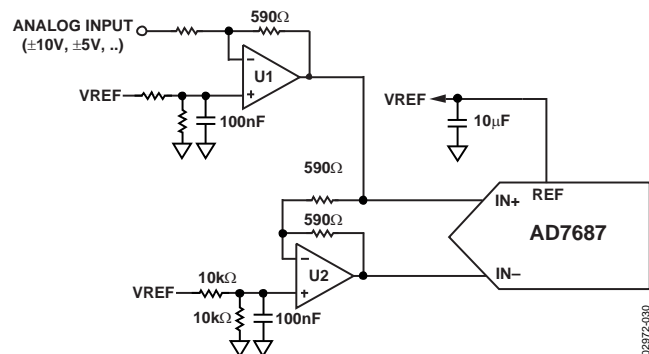 590Ω
ANALOG INPUT
(±10V, ±5V, ..)
U1
VREF
100nF
VREF
10μF
590Ω
REF
IN+
590Ω
AD7687
U2
IN–
VREF
10kΩ
10kΩ
100nF
02972-030